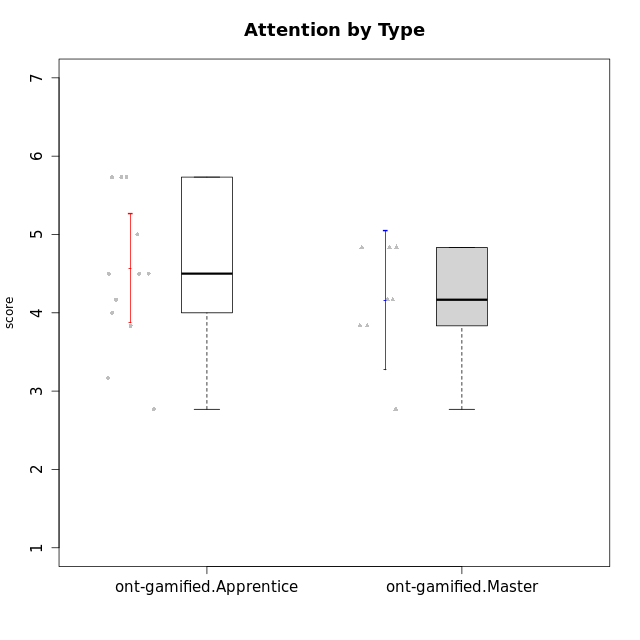 Attention by Type
7
6
5
4
3
2
1
score
ont-gamified.Apprentice
ont-gamified.Master